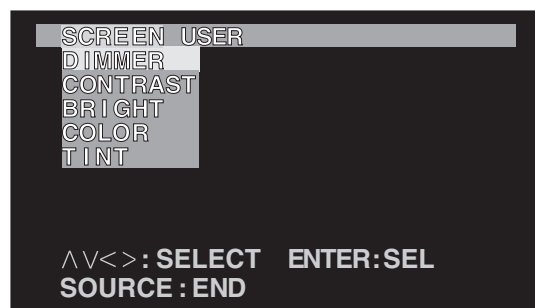 SCREEN USER
DIMMER
CONTRAST
BRIGHT
COLOR
TINT
∧∨<>:SELECT ENTER:SEL
SOURCE:END